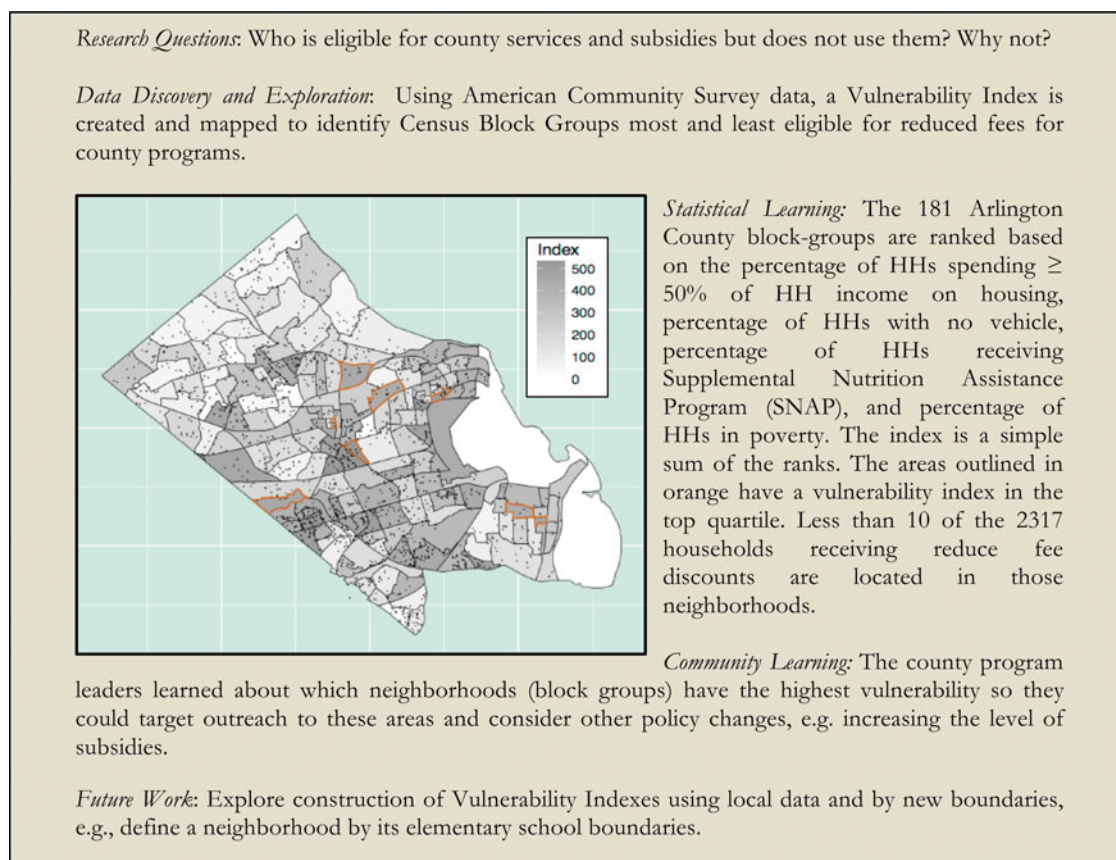 Research Questions: Who is eligible for county services and subsidies but does not use them? Why not?
Data Discovery and Exploration: Using American Community Survey data, a Vulnerability Index is
created and mapped to identify Census Block Groups most and least eligible for reduced fees for
county programs.
Index
500
400
300
200
100
0
Statistical Learning: The 181 Arlington
County block-groups are ranked based
on the percentage of HHs spending ≥
50% of HH income on housing,
percentage of HHs with no vehicle,
percentage of HHs receiving
Supplemental Nutrition Assistance
Program (SNAP), and percentage of
HHs in poverty. The index is a simple
sum of the ranks. The areas outlined in
orange have a vulnerability index in the
top quartile. Less than 10 of the 2317
households receiving reduce fee
discounts are located in those
neighborhoods.
Community Learning: The county program
leaders learned about which neighborhoods (block groups) have the highest vulnerability so they
could target outreach to these areas and consider other policy changes, e.g. increasing the level of
subsidies.
Future Work: Explore construction of Vulnerability Indexes using local data and by new boundaries,
e.g., define a neighborhood by its elementary school boundaries.